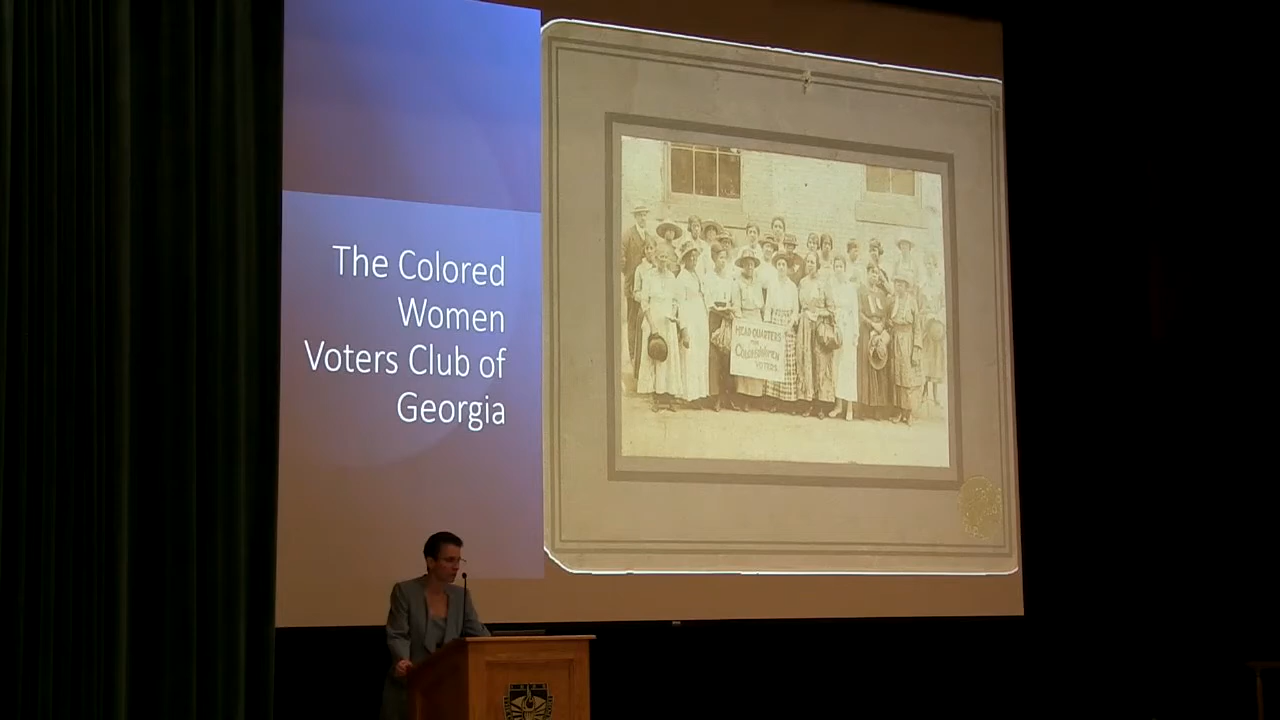 The Colored
Women
Voters Club of
Georgia
HEAD-QUARTERS
FOR
COLORED WOMEN
VOTERS.